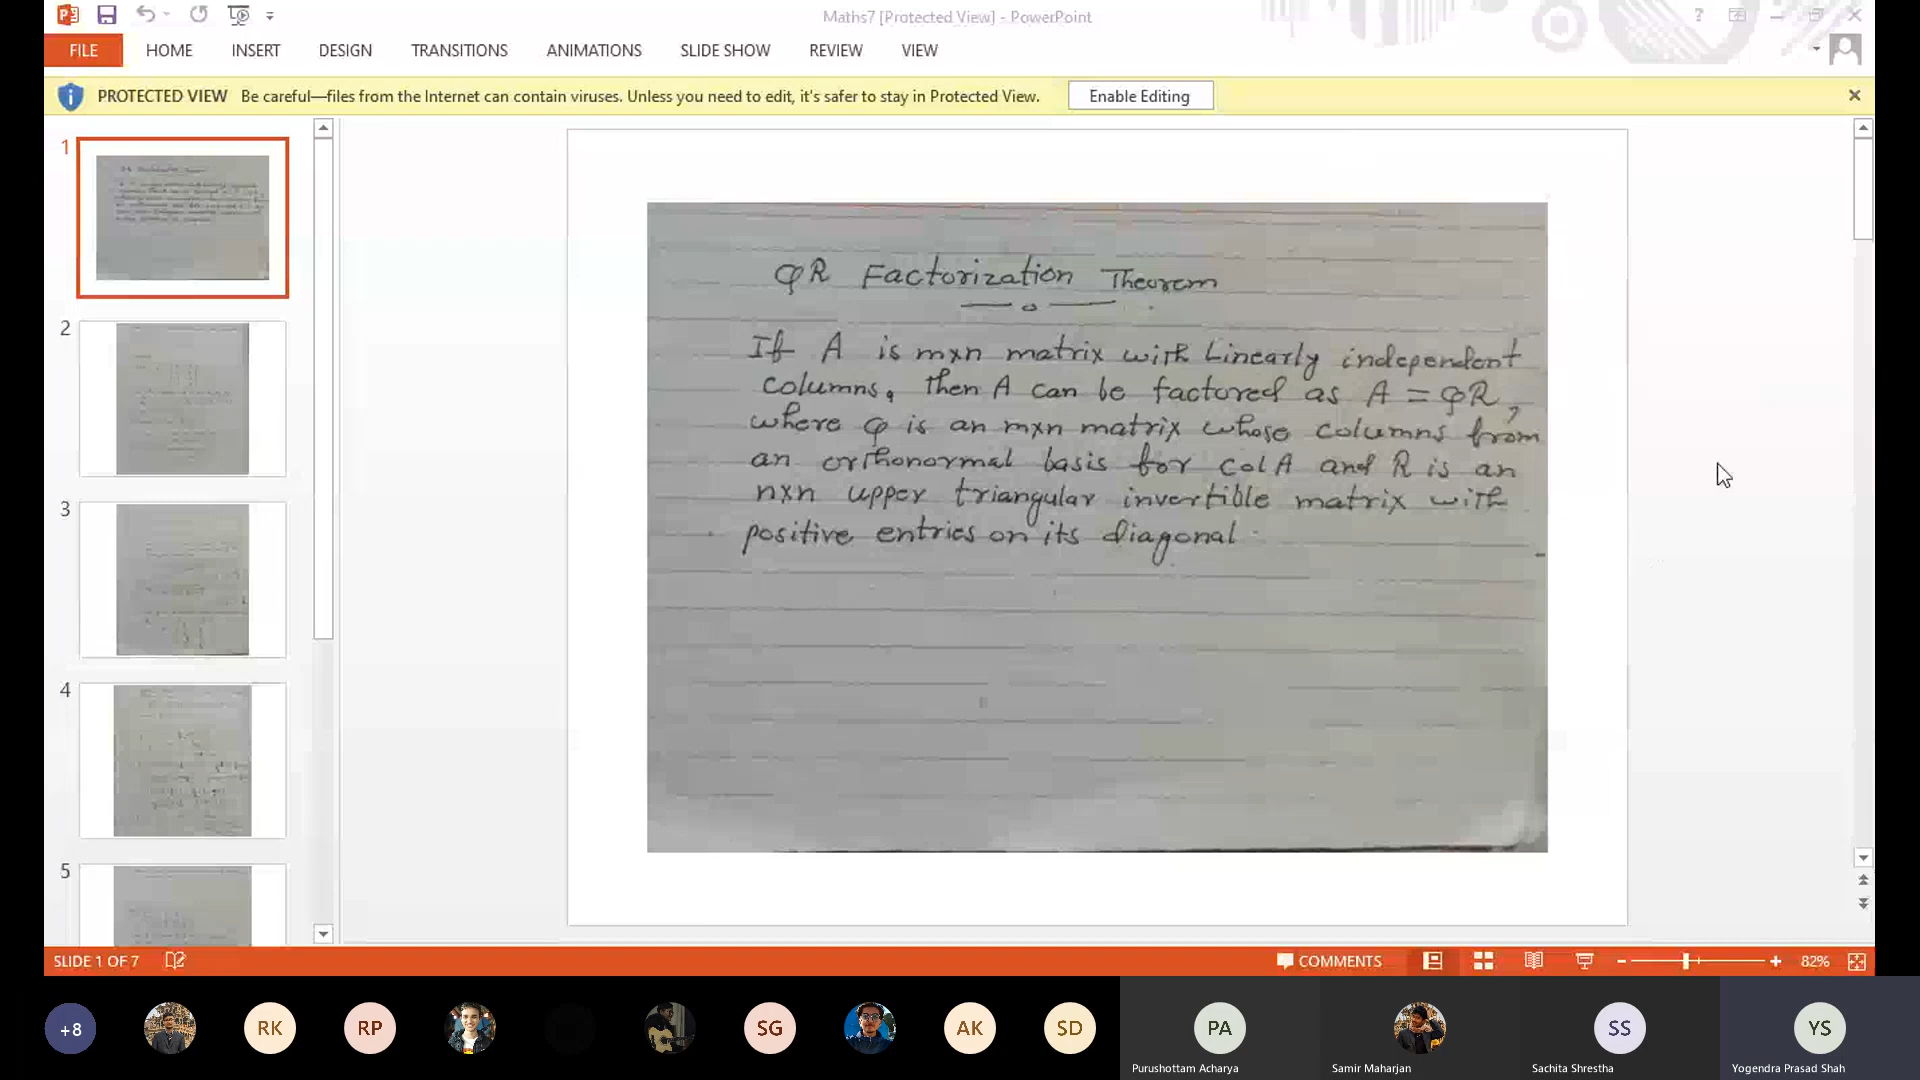 Maths7 [Protected View] - PowerPoint
?
FILE HOME INSERT DESIGN TRANSITIONS ANIMATIONS SLIDE SHOW REVIEW VIEW
PROTECTED VIEW Be careful—files from the Internet can contain viruses. Unless you need to edit, it's safer to stay in Protected View. Enable Editing
1
2
3
4
5
QR Factorization Theorem
If A is mxn matrix with Linearly independent
columns, then A can be factored as A = QR,
where Q is an mxn matrix whose columns from
an orthonormal basis for col A and R is an
nxn upper triangular invertible matrix with
positive entries on its diagonal.
SLIDE 1 OF 7 COMMENTS 82%
+8 RK RP SG AK SD PA SS YS
Purushottam Acharya Samir Maharjan Sachita Shrestha Yogendra Prasad Shah